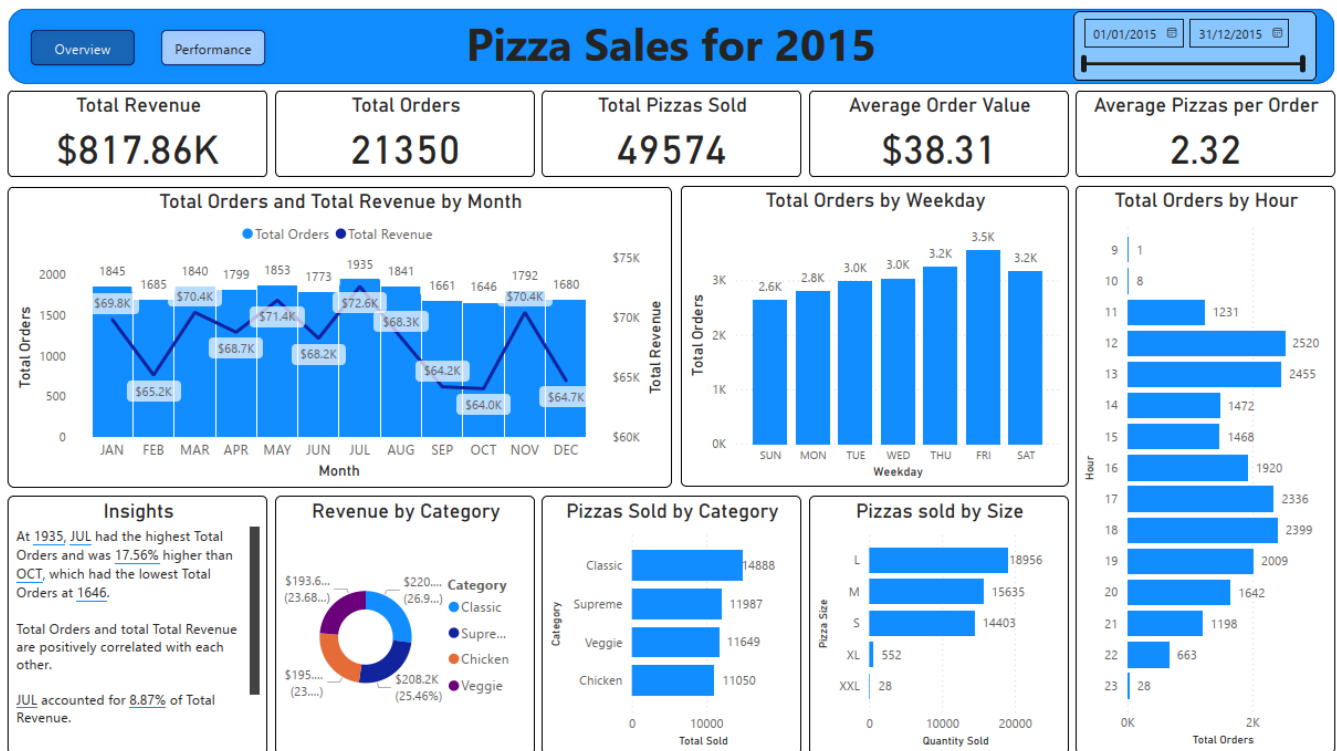 Overview
Performance
Pizza Sales for 2015
01/01/2015
31/12/2015
Total Revenue
$817.86K
Total Orders
21350
Total Pizzas Sold
49574
Average Order Value
$38.31
Average Pizzas per Order
2.32
Total Orders and Total Revenue by Month
Total Orders
Total Revenue
Total Orders
2000
1500
1000
500
0
1845
1685
1840
1799
1853
1773
1935
1841
1661
1646
1792
1680
$69.8K
$65.2K
$70.4K
$68.7K
$71.4K
$68.2K
$72.6K
$68.3K
$64.2K
$64.0K
$70.4K
$64.7K
$75K
$70K
$65K
$60K
Total Revenue
JAN
FEB
MAR
APR
MAY
JUN
JUL
AUG
SEP
OCT
NOV
DEC
Month
Total Orders by Weekday
Total Orders
3K
2K
1K
0K
2.6K
2.8K
3.0K
3.0K
3.2K
3.5K
3.2K
SUN
MON
TUE
WED
THU
FRI
SAT
Weekday
Total Orders by Hour
Hour
9 1
10 8
11 1231
12 2520
13 2455
14 1472
15 1468
16 1920
17 2336
18 2399
19 2009
20 1642
21 1198
22 663
23 28
0K
2K
Total Orders
Insights
At 1935, JUL had the highest Total
Orders and was 17.56% higher than
OCT, which had the lowest Total
Orders at 1646.
Total Orders and total Total Revenue
are positively correlated with each
other.
JUL accounted for 8.87% of Total
Revenue.
Revenue by Category
$193.6...
(23.68...)
$220....
(26.9...)
$195....
(23....)
$208.2K
(25.46%)
Category
Classic
Supre...
Chicken
Veggie
Pizzas Sold by Category
Category
Classic 14888
Supreme 11987
Veggie 11649
Chicken 11050
0
10000
Total Sold
Pizzas sold by Size
Pizza Size
L 18956
M 15635
S 14403
XL 552
XXL 28
0
10000
20000
Quantity Sold